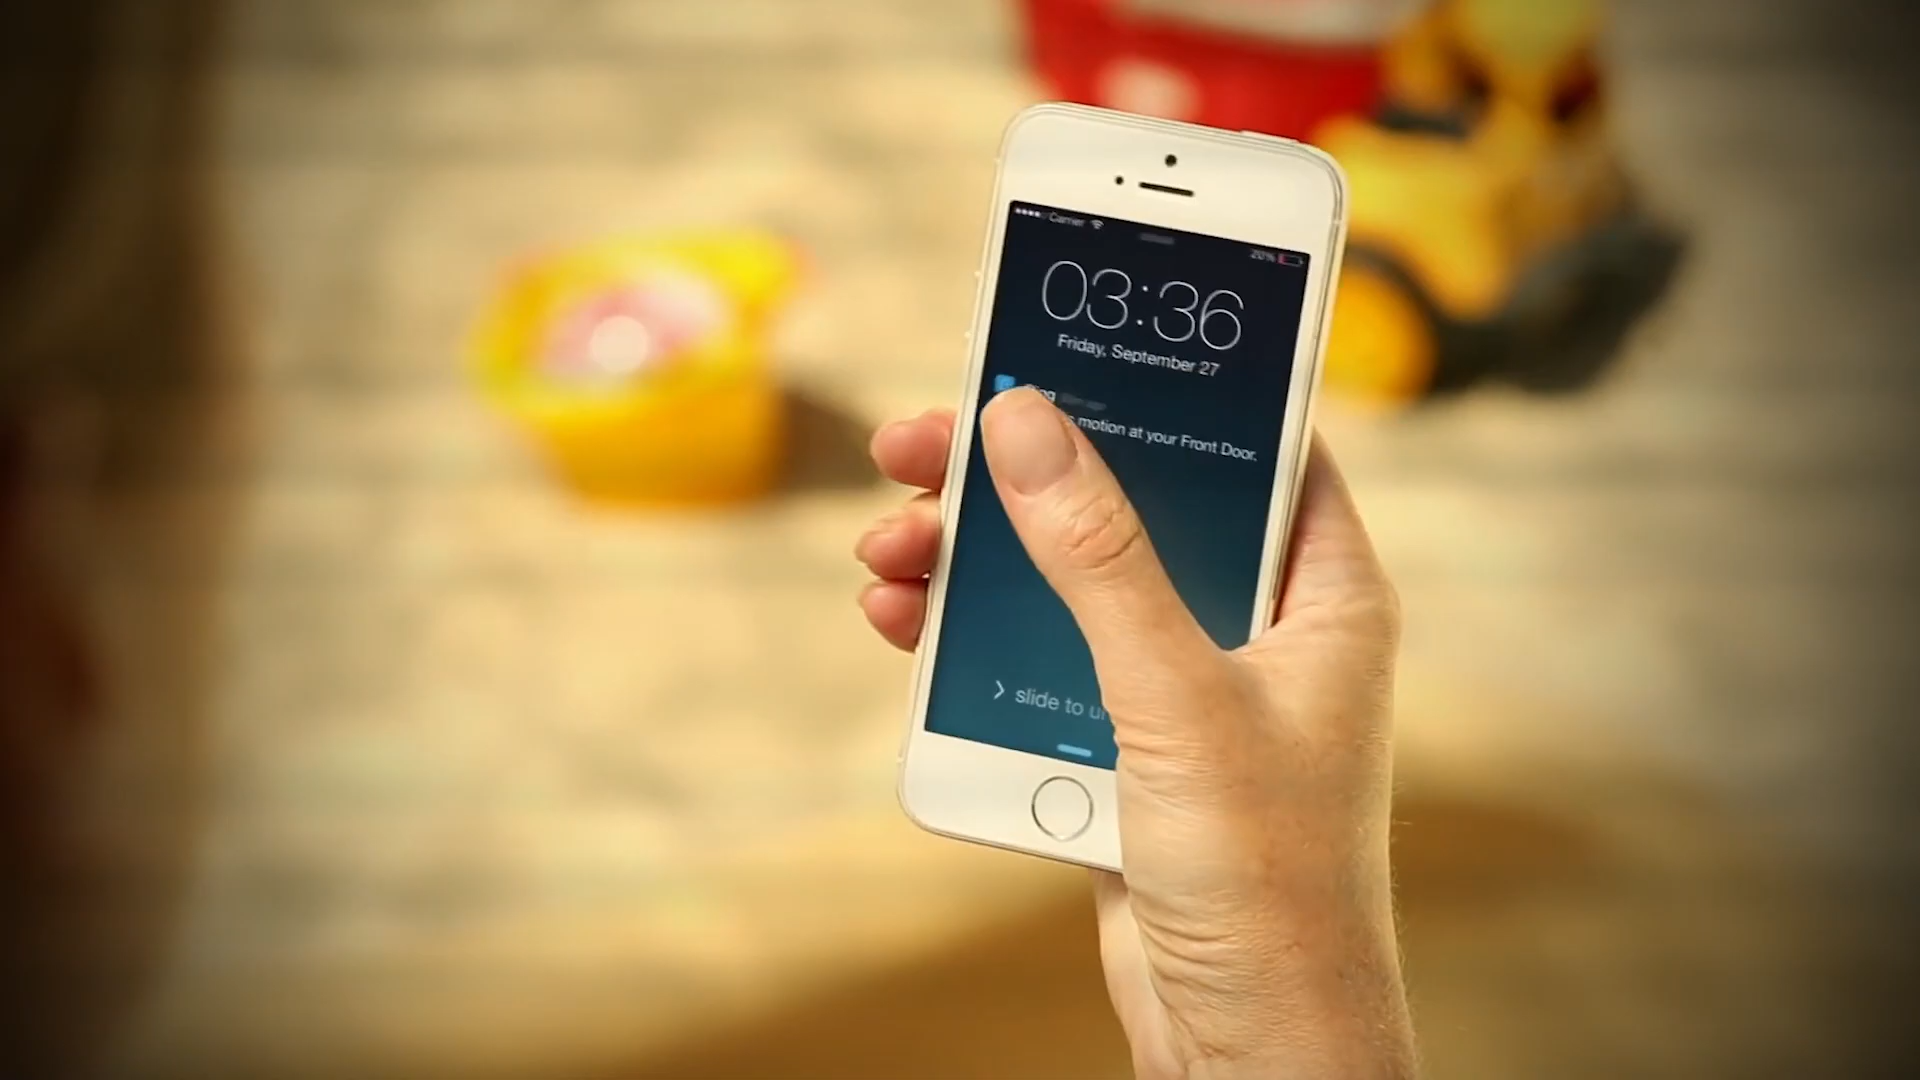 Carrier
20%
03:36
Friday, September 27
motion at your Front Door.
slide to